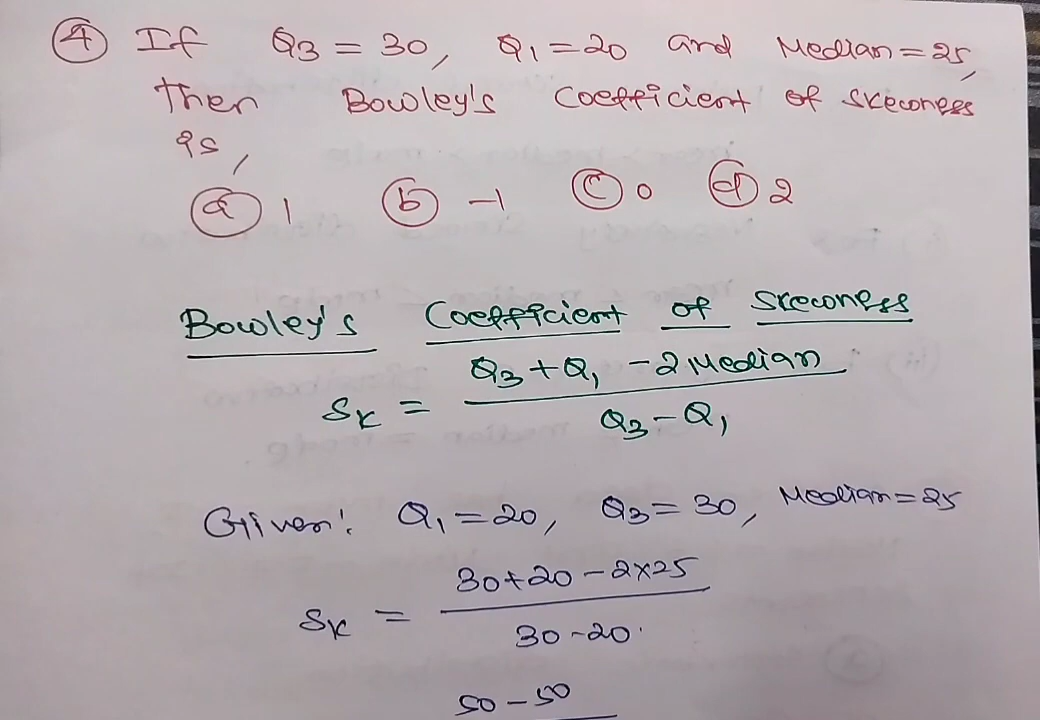 ④ If Q3 = 30, Q1 = 20 and Median = 25,
then Bowley's Coefficient of skewness
is,
ⓐ 1 ⓑ -1 ⓒ 0 ⓓ 2
Bowley's Coefficient of Skewness
Sk = (Q3 + Q1 - 2 Median) / (Q3 - Q1)
Given: Q1 = 20, Q3 = 30, Median = 25
Sk = (30 + 20 - 2×25) / (30 - 20)
50 - 50